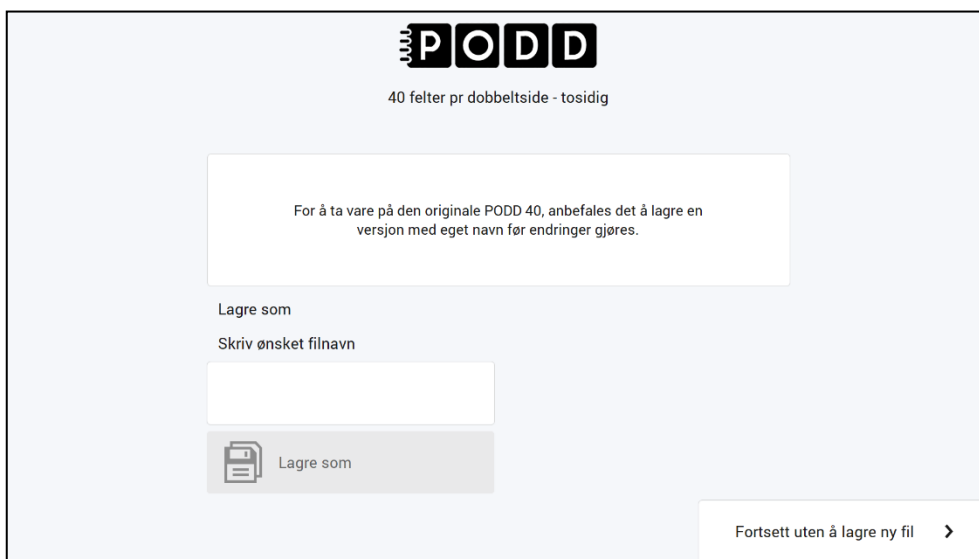 PODD
40 felter pr dobbeltside - tosidig
For å ta vare på den originale PODD 40, anbefales det å lagre en
versjon med eget navn før endringer gjøres.
Lagre som
Skriv ønsket filnavn
Lagre som
Fortsett uten å lagre ny fil